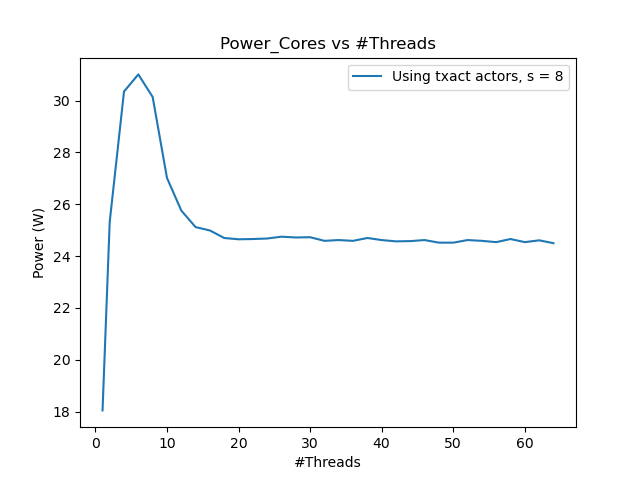 Power_Cores vs #Threads
Using txact actors, s = 8
Power (W)
30
28
26
24
22
20
18
0 10 20 30 40 50 60
#Threads